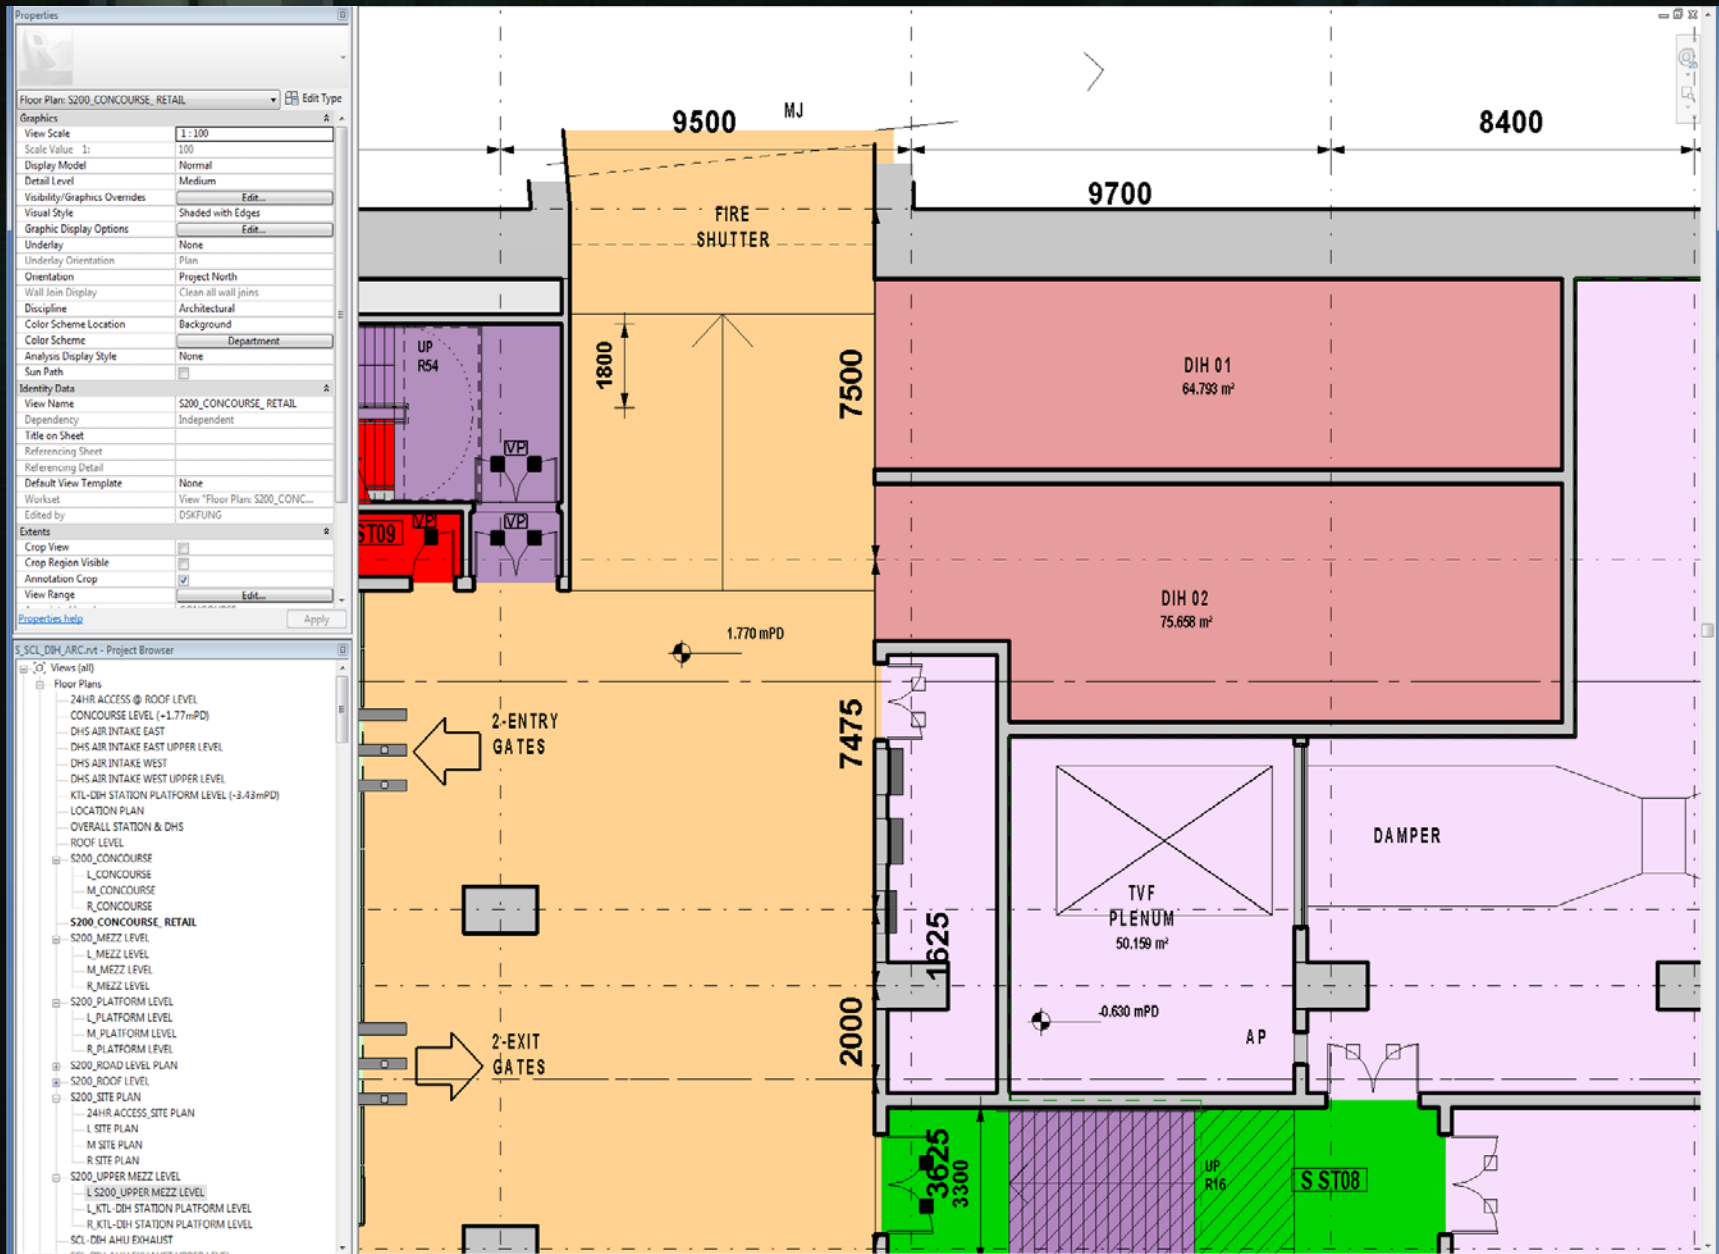 Properties
Floor Plan: S200_CONCOURSE_ RETAIL
Edit Type
Graphics
View Scale 1 : 100
Scale Value 1: 100
Display Model Normal
Detail Level Medium
Visibility/Graphics Overrides Edit...
Visual Style Shaded with Edges
Graphic Display Options Edit...
Underlay None
Underlay Orientation Plan
Orientation Project North
Wall Join Display Clean all wall joins
Discipline Architectural
Color Scheme Location Background
Color Scheme Department
Analysis Display Style None
Sun Path
Identity Data
View Name S200_CONCOURSE_ RETAIL
Dependency Independent
Title on Sheet
Referencing Sheet
Referencing Detail
Default View Template None
Workset View "Floor Plan: S200_CONC...
Edited by DSKFUNG
Extents
Crop View
Crop Region Visible
Annotation Crop
View Range Edit...
Properties help
Apply
S_SCL_DIH_ARC.rvt - Project Browser
Views (all)
Floor Plans
24HR ACCESS @ ROOF LEVEL
CONCOURSE LEVEL (+1.77mPD)
DHS AIR INTAKE EAST
DHS AIR INTAKE EAST UPPER LEVEL
DHS AIR INTAKE WEST
DHS AIR INTAKE WEST UPPER LEVEL
KTL-DIH STATION PLATFORM LEVEL (-3.43mPD)
LOCATION PLAN
OVERALL STATION & DHS
ROOF LEVEL
S200_CONCOURSE
L_CONCOURSE
M_CONCOURSE
R_CONCOURSE
S200_CONCOURSE_ RETAIL
S200_MEZZ LEVEL
L_MEZZ LEVEL
M_MEZZ LEVEL
R_MEZZ LEVEL
S200_PLATFORM LEVEL
L_PLATFORM LEVEL
M_PLATFORM LEVEL
R_PLATFORM LEVEL
S200_ROAD LEVEL PLAN
S200_ROOF LEVEL
S200_SITE PLAN
24HR ACCESS_SITE PLAN
L SITE PLAN
M SITE PLAN
R SITE PLAN
S200_UPPER MEZZ LEVEL
L S200_UPPER MEZZ LEVEL
L_KTL-DIH STATION PLATFORM LEVEL
R_KTL-DIH STATION PLATFORM LEVEL
SCL-DIH AHU EXHAUST
9500
MJ
8400
9700
FIRE
SHUTTER
UP
R54
1800
7500
DIH 01
64.793 m²
VP
VP
VP
ST09
DIH 02
75.658 m²
1.770 mPD
2-ENTRY
GATES
7475
DAMPER
TVF
PLENUM
50.159 m²
1625
-0.630 mPD
AP
2000
2-EXIT
GATES
3625
3300
UP
R16
S ST08